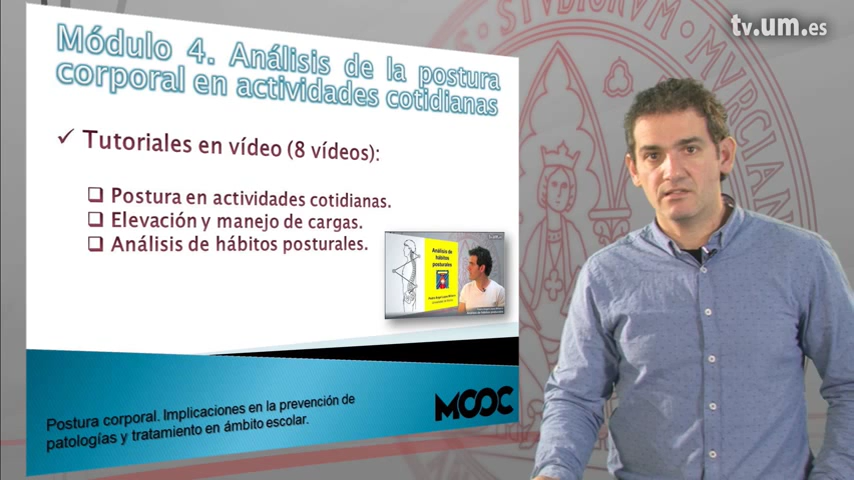 tv.um.es
Módulo 4. Análisis de la postura
corporal en actividades cotidianas
✓ Tutoriales en vídeo (8 vídeos):
❑ Postura en actividades cotidianas.
❑ Elevación y manejo de cargas.
❑ Análisis de hábitos posturales.
Análisis de
hábitos
posturales
MOOC
Postura corporal. Implicaciones en la prevención de
patologías y tratamiento en ámbito escolar.